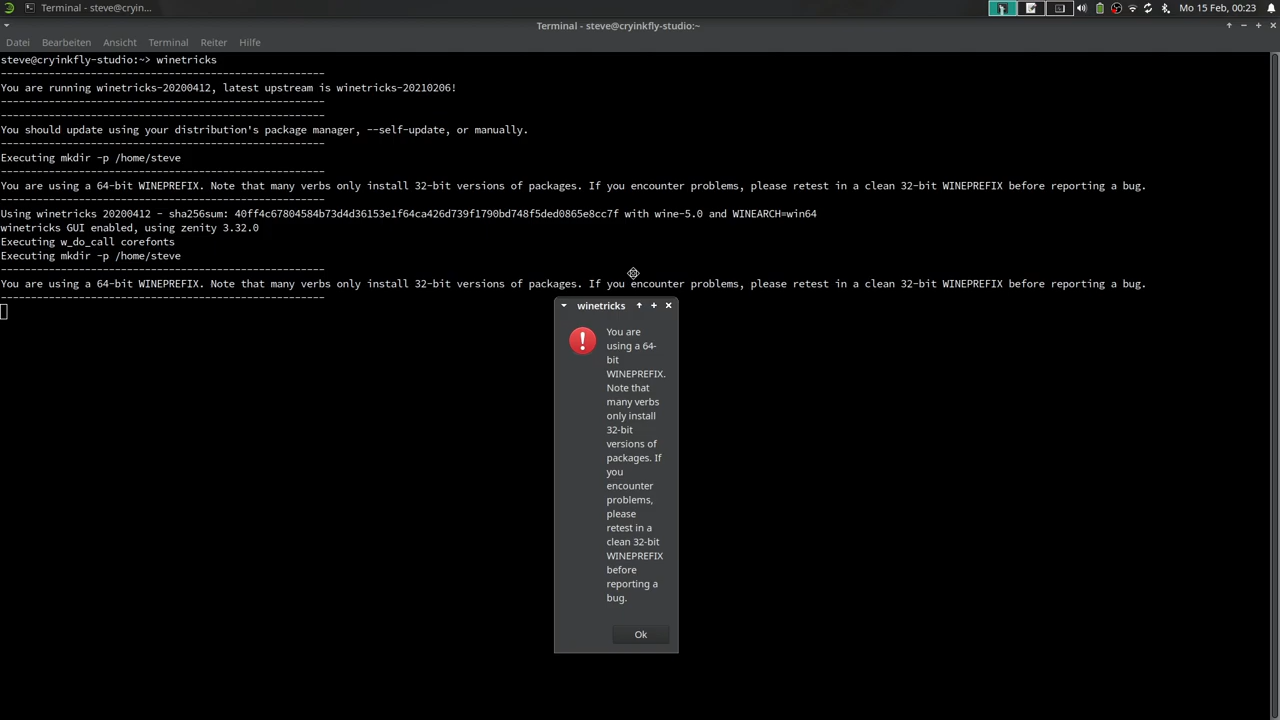 Terminal - steve@cryin...
Mo 15 Feb, 00:23
Terminal - steve@cryinkfly-studio:~
Datei Bearbeiten Ansicht Terminal Reiter Hilfe
steve@cryinkfly-studio:~> winetricks
------------------------------------------------------
You are running winetricks-20200412, latest upstream is winetricks-20210206!
------------------------------------------------------
------------------------------------------------------
You should update using your distribution's package manager, --self-update, or manually.
------------------------------------------------------
Executing mkdir -p /home/steve
------------------------------------------------------
You are using a 64-bit WINEPREFIX. Note that many verbs only install 32-bit versions of packages. If you encounter problems, please retest in a clean 32-bit WINEPREFIX before reporting a bug.
------------------------------------------------------
Using winetricks 20200412 - sha256sum: 40ff4c67804584b73d4d36153e1f64ca426d739f1790bd748f5ded0865e8cc7f with wine-5.0 and WINEARCH=win64
winetricks GUI enabled, using zenity 3.32.0
Executing w_do_call corefonts
Executing mkdir -p /home/steve
------------------------------------------------------
You are using a 64-bit WINEPREFIX. Note that many verbs only install 32-bit versions of packages. If you encounter problems, please retest in a clean 32-bit WINEPREFIX before reporting a bug.
------------------------------------------------------
winetricks
You are
using a 64-
bit
WINEPREFIX.
Note that
many verbs
only install
32-bit
versions of
packages. If
you
encounter
problems,
please
retest in a
clean 32-bit
WINEPREFIX
before
reporting a
bug.
Ok